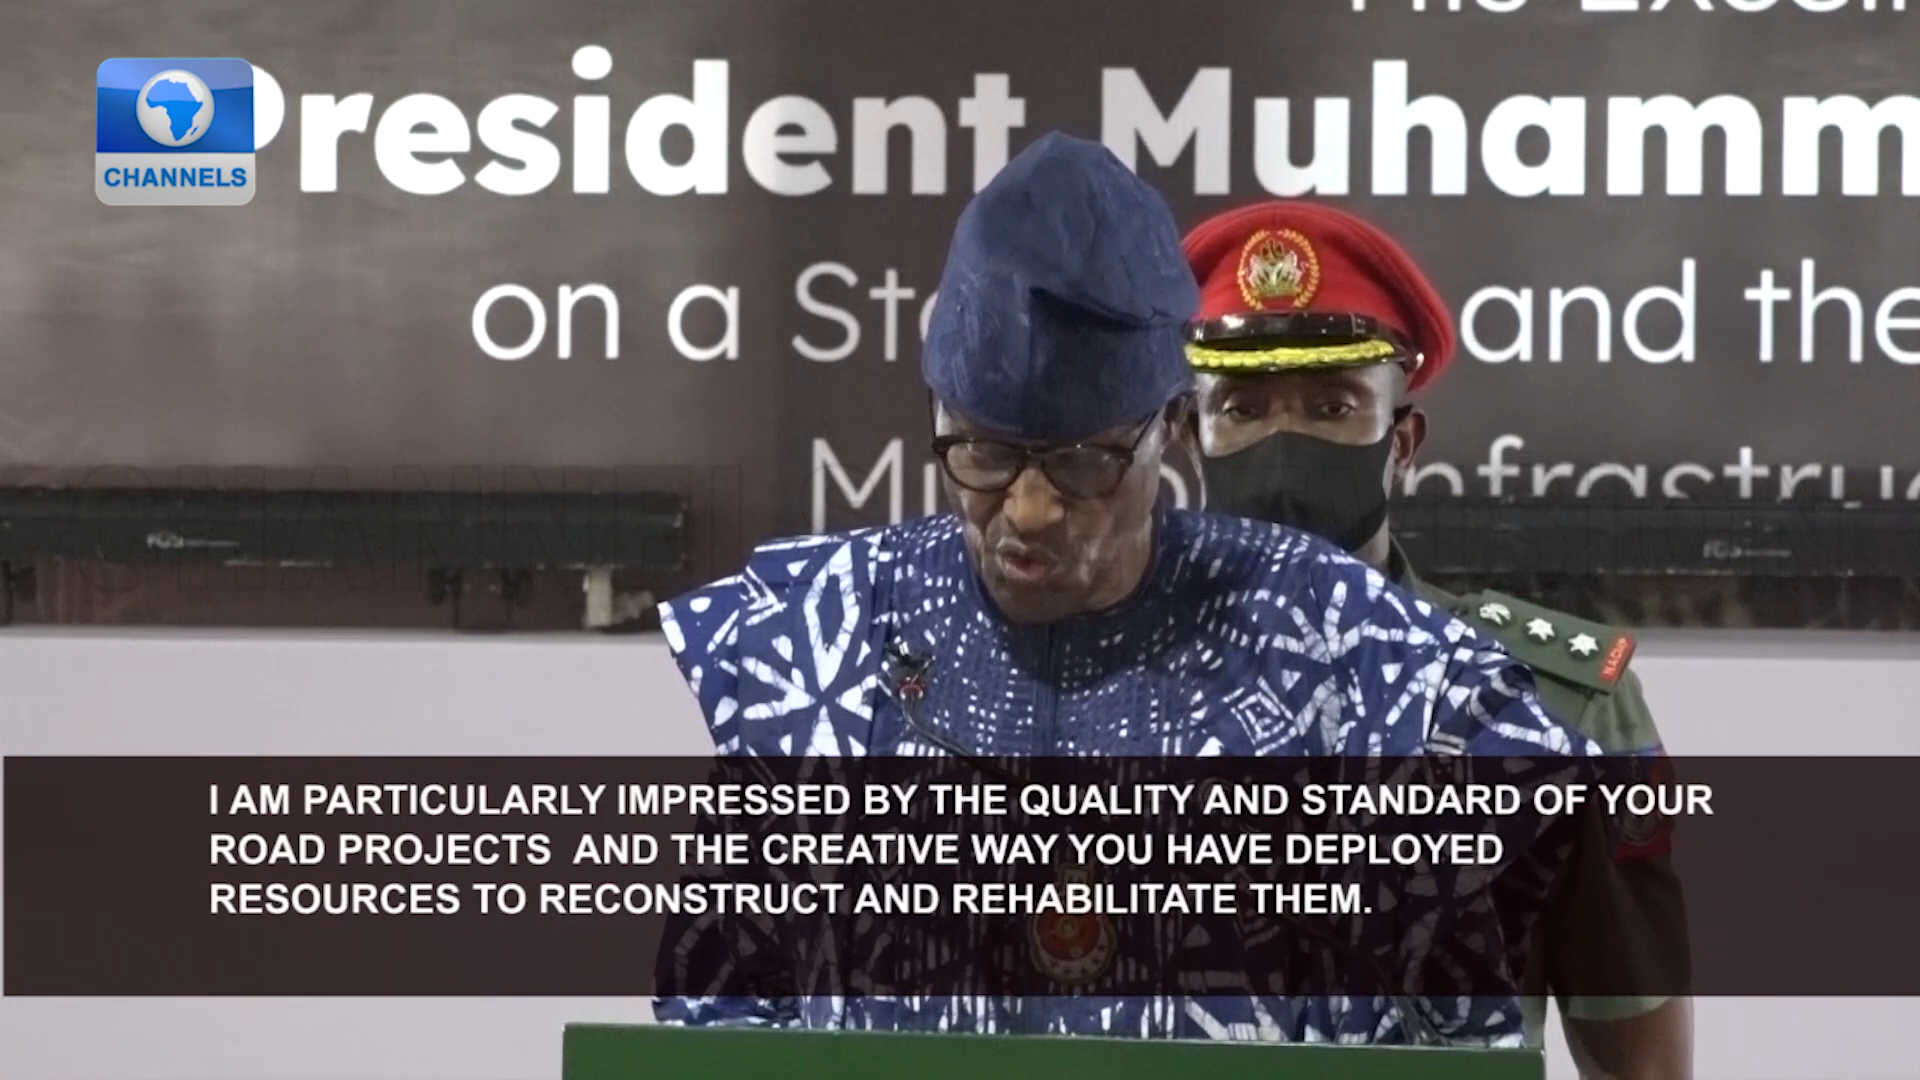 CHANNELS
President Muhamm
on a St
and the
I AM PARTICULARLY IMPRESSED BY THE QUALITY AND STANDARD OF YOUR
ROAD PROJECTS AND THE CREATIVE WAY YOU HAVE DEPLOYED
RESOURCES TO RECONSTRUCT AND REHABILITATE THEM.